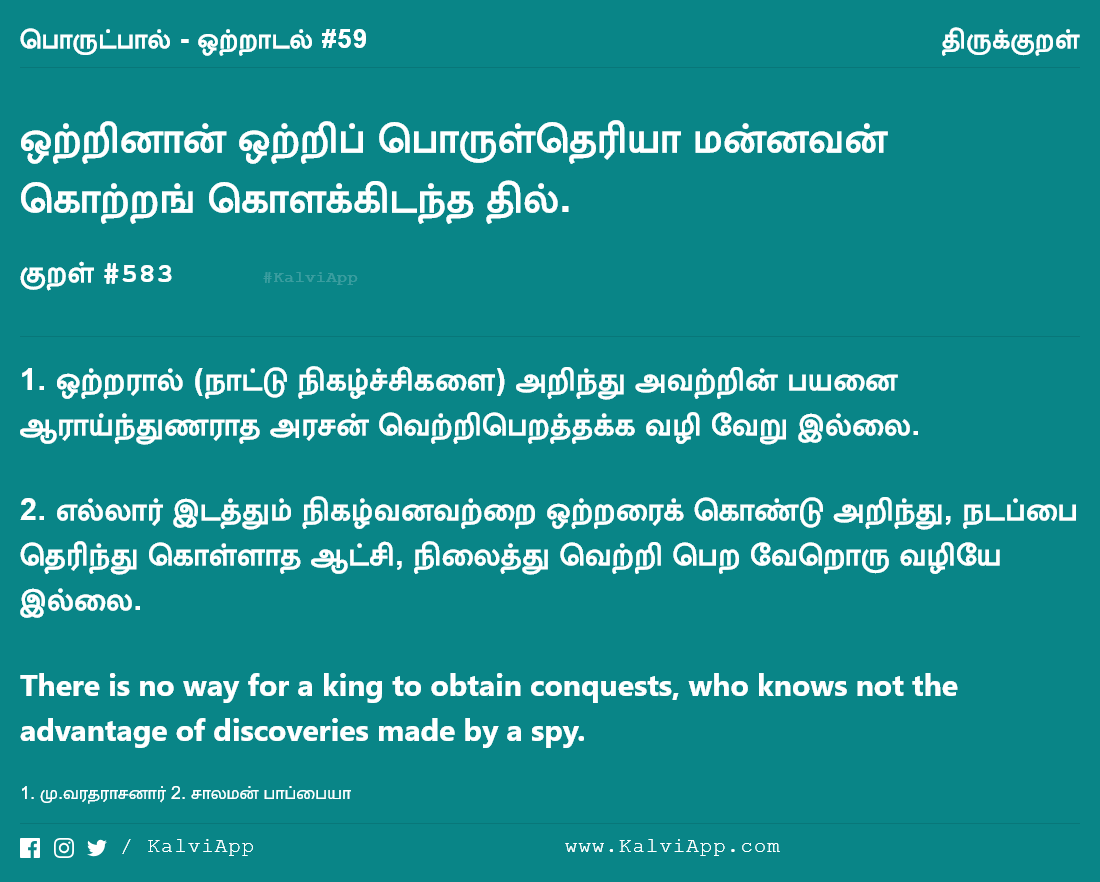 பொருட்பால் - ஒற்றாடல் #59
திருக்குறள்
ஒற்றினான் ஒற்றிப் பொருள்தெரியா மன்னவன்
கொற்றங் கொளக்கிடந்த தில்.
குறள் #583
#KalviApp
1. ஒற்றரால் (நாட்டு நிகழ்ச்சிகளை) அறிந்து அவற்றின் பயனை
ஆராய்ந்துணராத அரசன் வெற்றிபெறத்தக்க வழி வேறு இல்லை.
2. எல்லார் இடத்தும் நிகழ்வனவற்றை ஒற்றரைக் கொண்டு அறிந்து, நடப்பை
தெரிந்து கொள்ளாத ஆட்சி, நிலைத்து வெற்றி பெற வேறொரு வழியே
இல்லை.
There is no way for a king to obtain conquests, who knows not the
advantage of discoveries made by a spy.
1. மு.வரதராசனார் 2. சாலமன் பாப்பையா
/ KalviApp
www.KalviApp.com